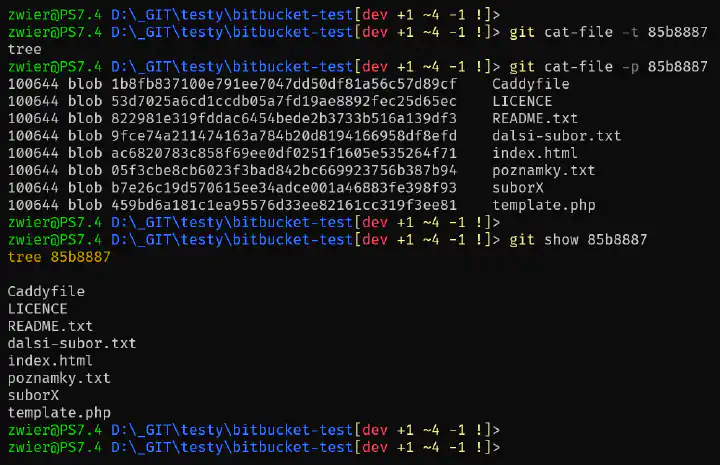 zwier@PS7.4 D:\_GIT\testy\bitbucket-test[dev +1 ~4 -1 !]>
zwier@PS7.4 D:\_GIT\testy\bitbucket-test[dev +1 ~4 -1 !]> git cat-file -t 85b8887
tree
zwier@PS7.4 D:\_GIT\testy\bitbucket-test[dev +1 ~4 -1 !]> git cat-file -p 85b8887
100644 blob 1b8fb837100e791ee7047dd50df81a56c57d89cf    Caddyfile
100644 blob 53d7025a6cd1ccdb05a7fd19ae8892fec25d65ec    LICENCE
100644 blob 822981e319fddac6454bede2b3733b516a139df3    README.txt
100644 blob 9fce74a211474163a784b20d8194166958df8efd    dalsi-subor.txt
100644 blob ac6820783c858f69ee0df0251f1605e535264f71    index.html
100644 blob 05f3cbe8cb6023f3bad842bc669923756b387b94    poznamky.txt
100644 blob b7e26c19d570615ee34adce001a46883fe398f93    suborX
100644 blob 459bd6a181c1ea95576d33ee82161cc319f3ee81    template.php
zwier@PS7.4 D:\_GIT\testy\bitbucket-test[dev +1 ~4 -1 !]>
zwier@PS7.4 D:\_GIT\testy\bitbucket-test[dev +1 ~4 -1 !]> git show 85b8887
tree 85b8887
Caddyfile
LICENCE
README.txt
dalsi-subor.txt
index.html
poznamky.txt
suborX
template.php
zwier@PS7.4 D:\_GIT\testy\bitbucket-test[dev +1 ~4 -1 !]>
zwier@PS7.4 D:\_GIT\testy\bitbucket-test[dev +1 ~4 -1 !]>